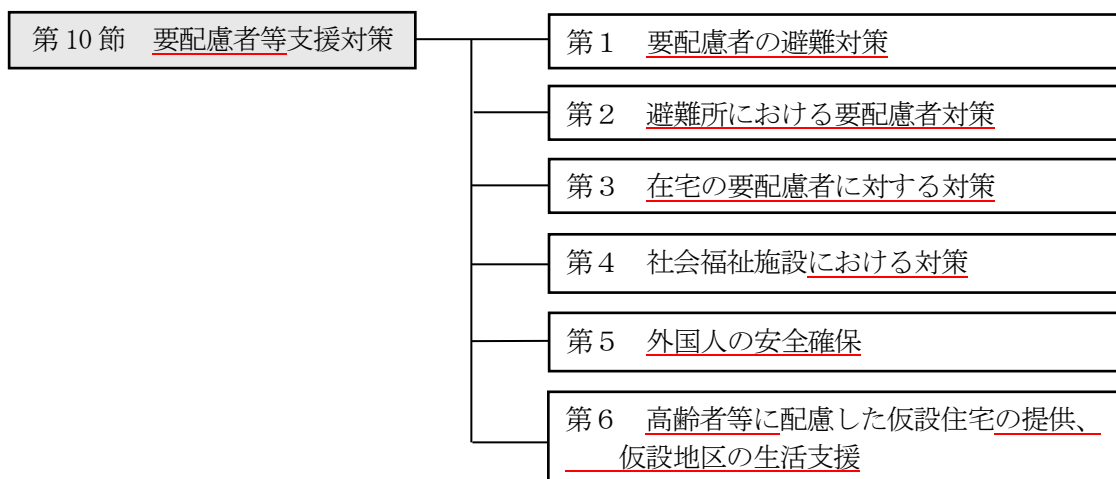 第10節　要配慮者等支援対策
第１　要配慮者の避難対策
第２　避難所における要配慮者対策
第３　在宅の要配慮者に対する対策
第４　社会福祉施設における対策
第５　外国人の安全確保
第６　高齢者等に配慮した仮設住宅の提供、
仮設地区の生活支援